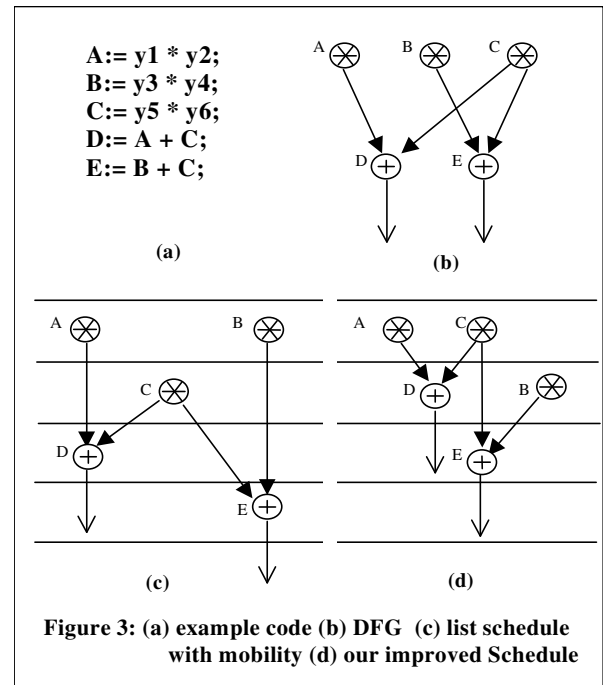 A:= y1 * y2;
B:= y3 * y4;
C:= y5 * y6;
D:= A + C;
E:= B + C;
(a)
A B C
D E
(b)
A B
C
D
E
(c)
A C
D B
E
(d)
Figure 3: (a) example code (b) DFG (c) list schedule
with mobility (d) our improved Schedule